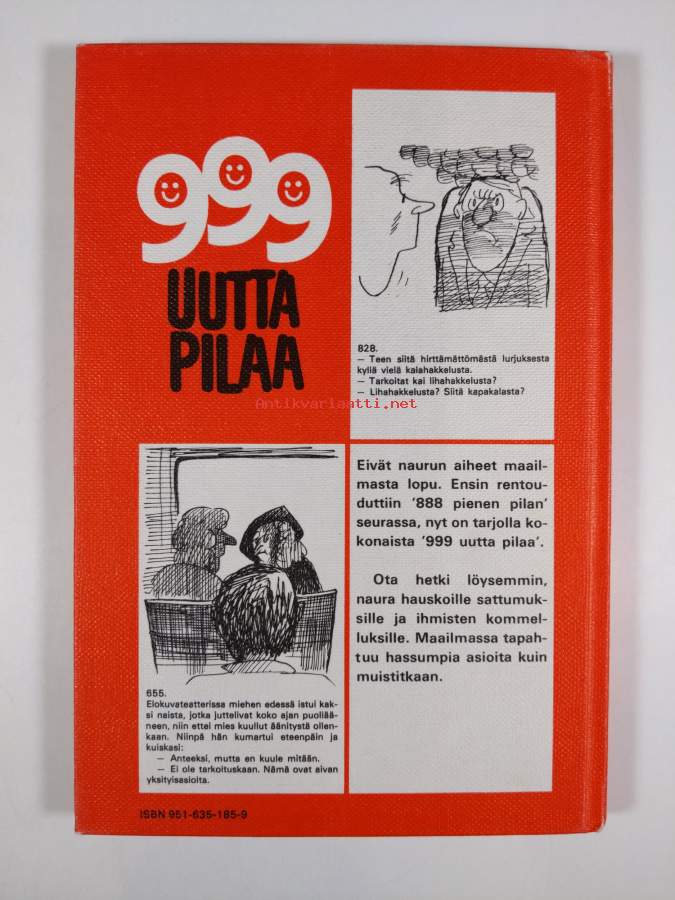 999
UUTTA
PILAA
828.
— Teen siitä hirttämättömästä lurjuksesta
kyliä vielä kalahakkelusta.
— Tarkoitat kai lihahakkelusta?
— Lihahakkelusta? Siitä kapakalasta?
Antikvariaatti.net
655.
Elokuvateatterissa miehen edessä istui kak-
si naista, jotka juttelivat koko ajan puoliää-
neen, niin ettei mies kuullut äänitystä ollen-
kaan. Niinpä hän kumartui eteenpäin ja
kuiskasi:
— Anteeksi, mutta en kuule mitään.
— Ei ole tarkoituskaan. Nämä ovat aivan
yksityisasioita.
Eivät naurun aiheet maail-
masta lopu. Ensin rentou-
duttiin '888 pienen pilan'
seurassa, nyt on tarjolla ko-
konaista '999 uutta pilaa'.
Ota hetki löysemmin,
naura hauskoille sattumuk-
sille ja ihmisten kommel-
luksille. Maailmassa tapah-
tuu hassumpia asioita kuin
muistitkaan.
ISBN 951-635-185-9